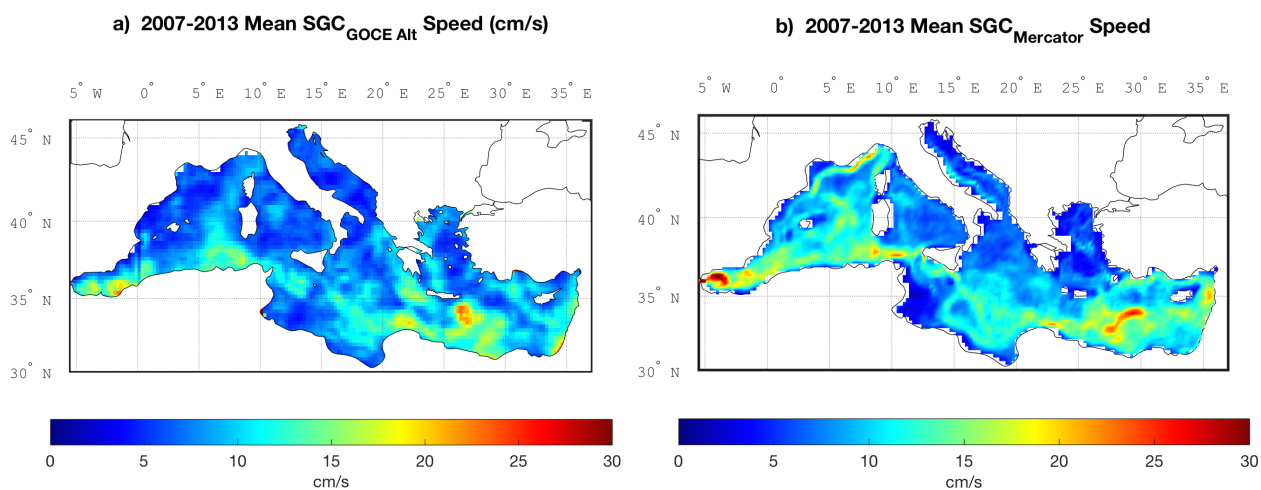 a) 2007-2013 Mean SGC_GOCE Alt Speed (cm/s)
5° W 0° 5° E 10° E 15° E 20° E 25° E 30° E 35° E
45° N
40° N
35° N
30° N
0 5 10 15 20 25 30
cm/s
b) 2007-2013 Mean SGC_Mercator Speed
5° W 0° 5° E 10° E 15° E 20° E 25° E 30° E 35° E
45° N
40° N
35° N
30° N
0 5 10 15 20 25 30
cm/s